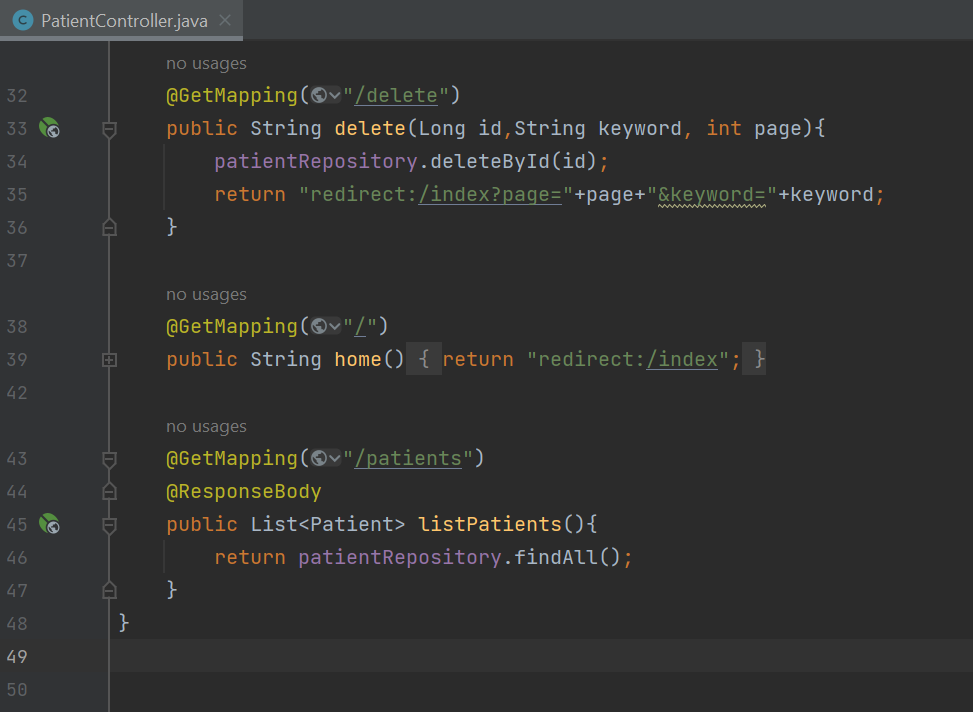 PatientController.java
no usages
32 @GetMapping("/delete")
33 public String delete(Long id,String keyword, int page){
34 patientRepository.deleteById(id);
35 return "redirect:/index?page="+page+"&keyword="+keyword;
36 }
37
no usages
38 @GetMapping("/")
39 public String home() { return "redirect:/index"; }
42
no usages
43 @GetMapping("/patients")
44 @ResponseBody
45 public List<Patient> listPatients(){
46 return patientRepository.findAll();
47 }
48 }
49
50